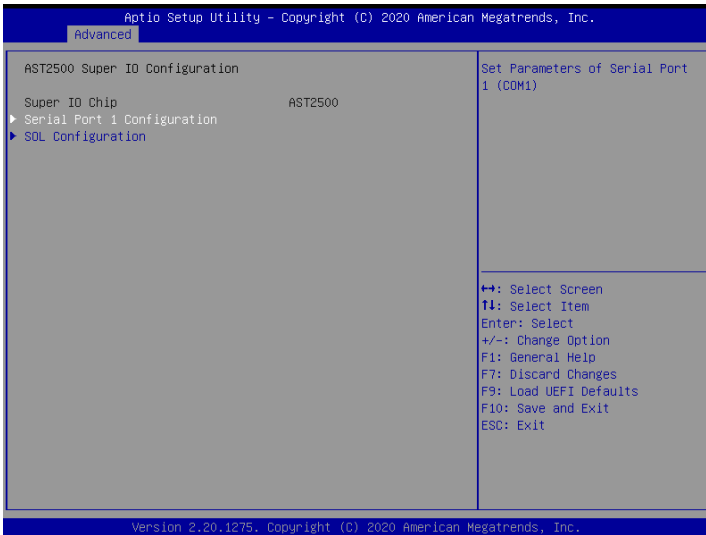 Aptio Setup Utility – Copyright (C) 2020 American Megatrends, Inc.
Advanced
AST2500 Super IO Configuration
Super IO Chip AST2500
Serial Port 1 Configuration
SOL Configuration
Set Parameters of Serial Port
1 (COM1)
↔: Select Screen
↑↓: Select Item
Enter: Select
+/-: Change Option
F1: General Help
F7: Discard Changes
F9: Load UEFI Defaults
F10: Save and Exit
ESC: Exit
Version 2.20.1275. Copyright (C) 2020 American Megatrends, Inc.